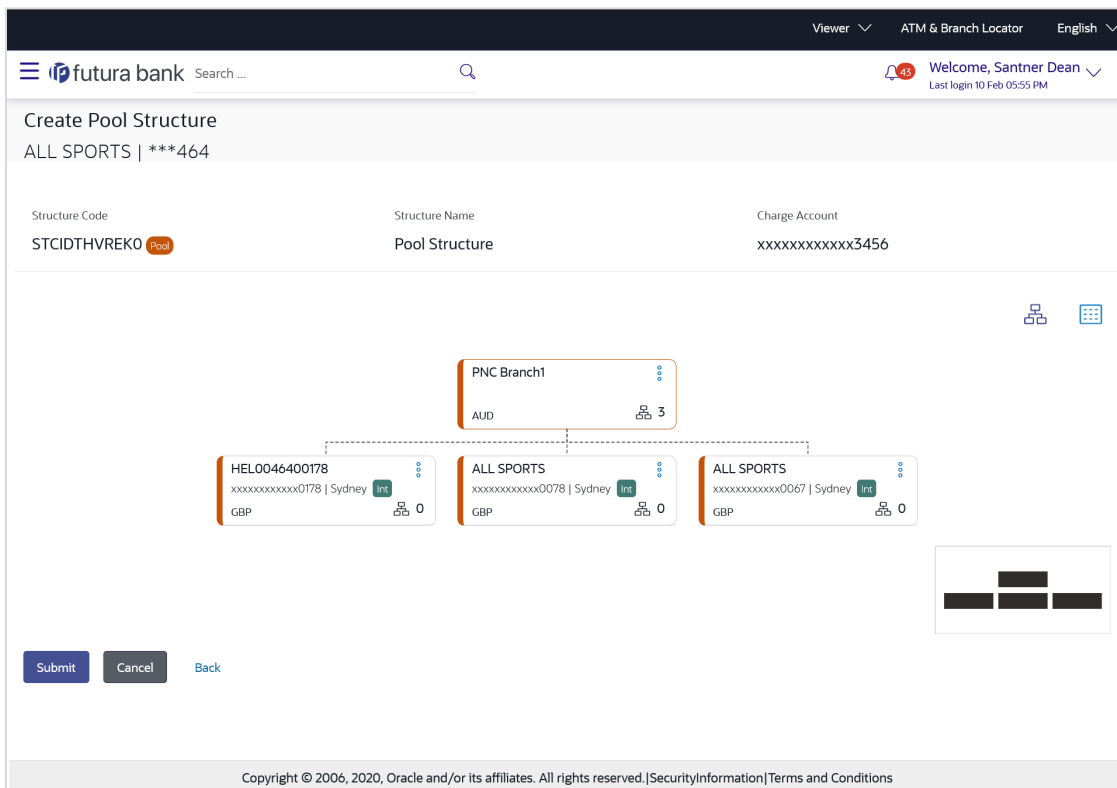 Viewer ATM & Branch Locator English
futura bank Search ... 43 Welcome, Santner Dean
Last login 10 Feb 05:55 PM
Create Pool Structure
ALL SPORTS | ***464
Structure Code Structure Name Charge Account
STCIDTHVREK0 Pool Pool Structure xxxxxxxxxxxx3456
PNC Branch1
AUD 3
HEL0046400178 ALL SPORTS ALL SPORTS
xxxxxxxxxxxx0178 | Sydney Int xxxxxxxxxxxx0078 | Sydney Int xxxxxxxxxxxx0067 | Sydney Int
GBP 0 GBP 0 GBP 0
Submit Cancel Back
Copyright © 2006, 2020, Oracle and/or its affiliates. All rights reserved.|SecurityInformation|Terms and Conditions